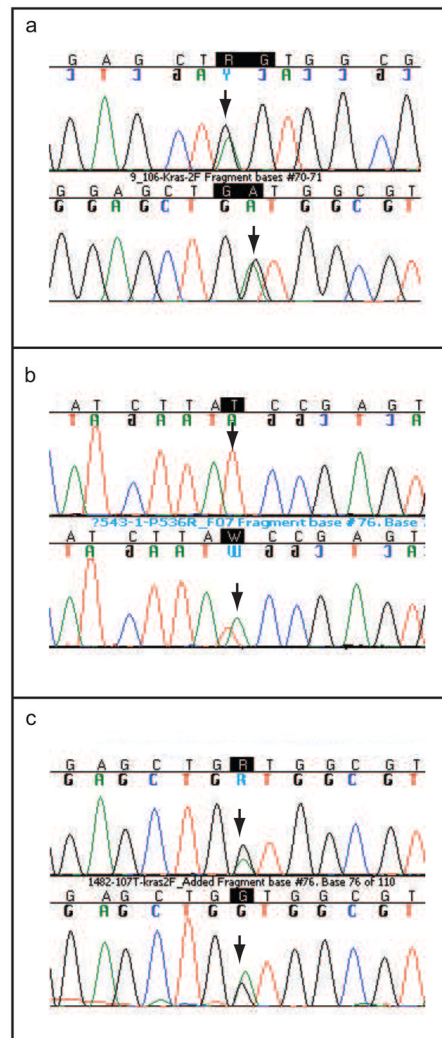 a
G A G C T R G T G G C G
C T C G A Y C A C C G C
9_106-Kras-2F Fragment bases #70-71
G G A G C T G A T G G C G T
G G A G C T G A T G G C G T
b
A T C T T A T C C G A G T
T A G A A T A G G C T C A
?543-1-P536R_F07 Fragment base #76. Base 7
A T C T T A W C C G A G T
T A G A A T W G G C T C A
c
G A G C T G R T G G C G T
G A G C T G R T G G C G T
1482-107T-kras2F_Added Fragment base #76. Base 76 of 110
G A G C T G G T G G C G T
G A G C T G G T G G C G T